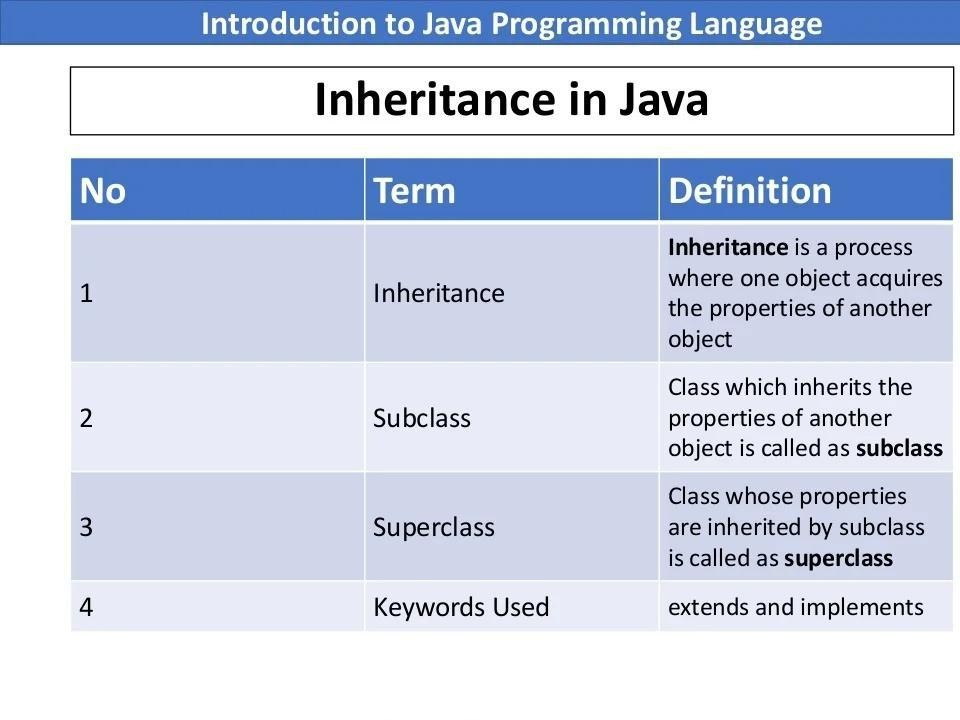 Introduction to Java Programming Language
Inheritance in Java
No Term Definition
1 Inheritance Inheritance is a process
where one object acquires
the properties of another
object
2 Subclass Class which inherits the
properties of another
object is called as subclass
3 Superclass Class whose properties
are inherited by subclass
is called as superclass
4 Keywords Used extends and implements